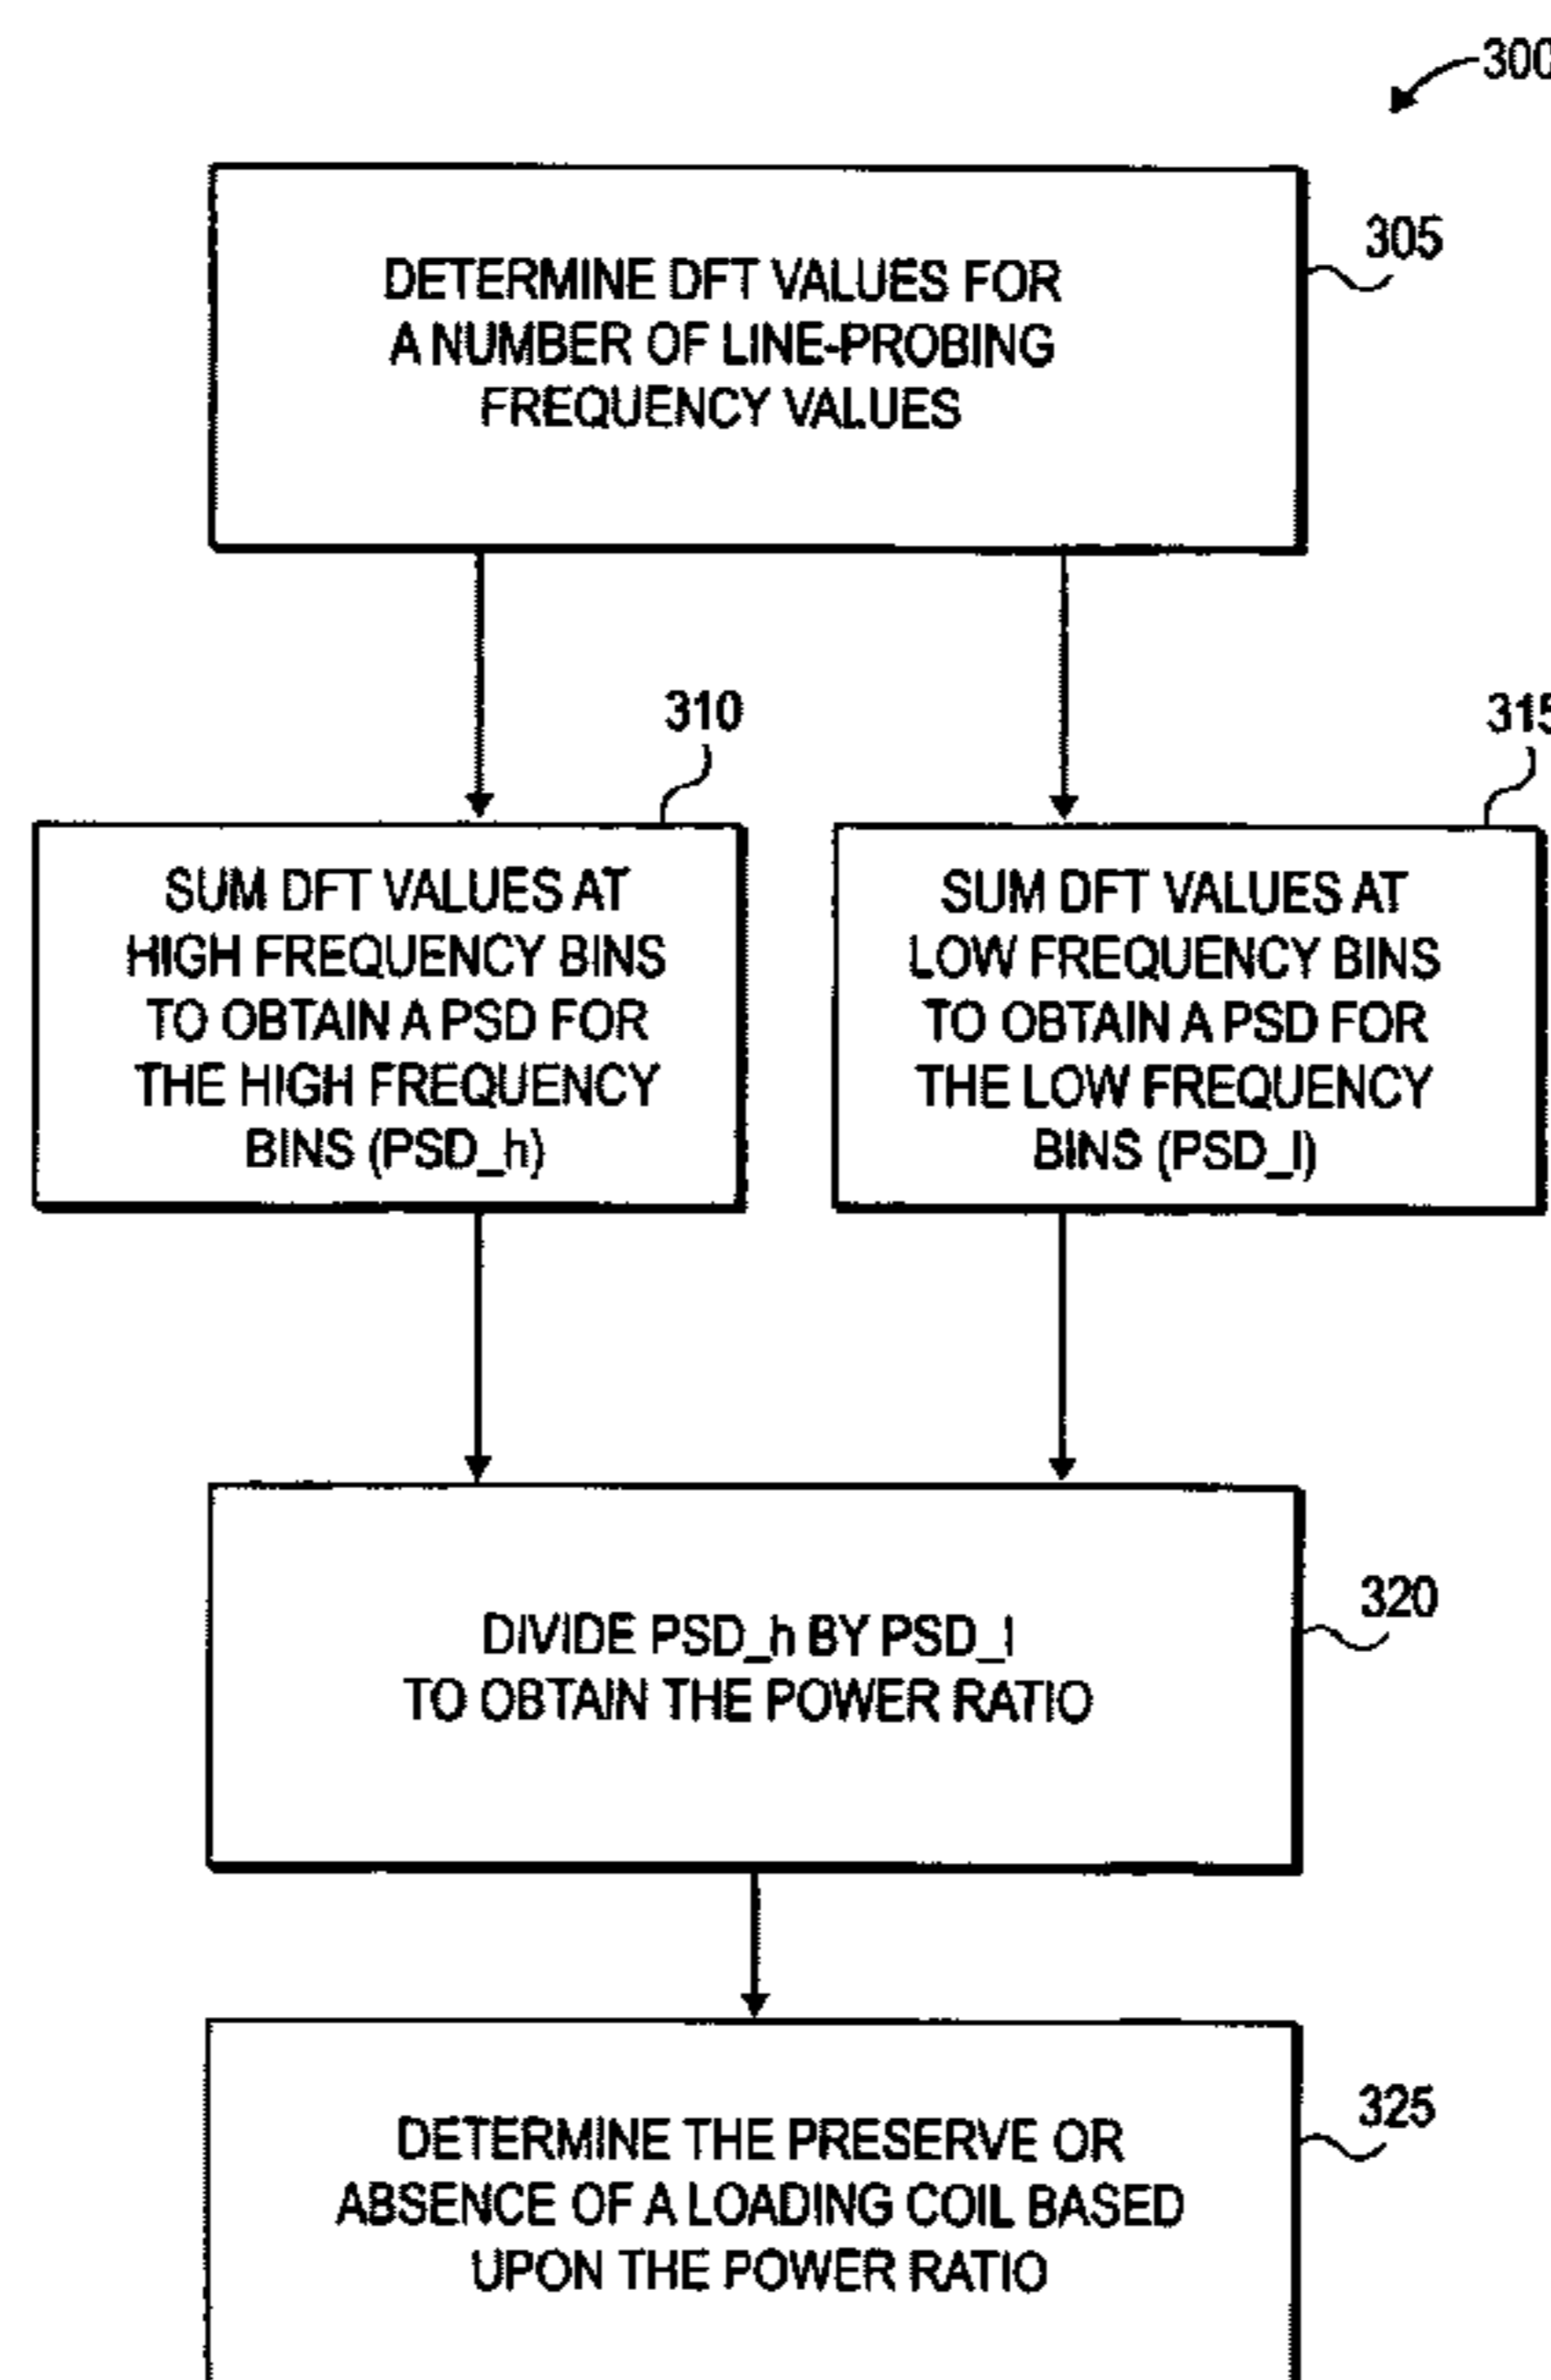 300
305
DETERMINE DFT VALUES FOR
A NUMBER OF LINE-PROBING
FREQUENCY VALUES
310
315
SUM DFT VALUES AT
HIGH FREQUENCY BINS
TO OBTAIN A PSD FOR
THE HIGH FREQUENCY
BINS (PSD_h)
SUM DFT VALUES AT
LOW FREQUENCY BINS
TO OBTAIN A PSD FOR
THE LOW FREQUENCY
BINS (PSD_l)
320
DIVIDE PSD_h BY PSD_l
TO OBTAIN THE POWER RATIO
325
DETERMINE THE PRESERVE OR
ABSENCE OF A LOADING COIL BASED
UPON THE POWER RATIO